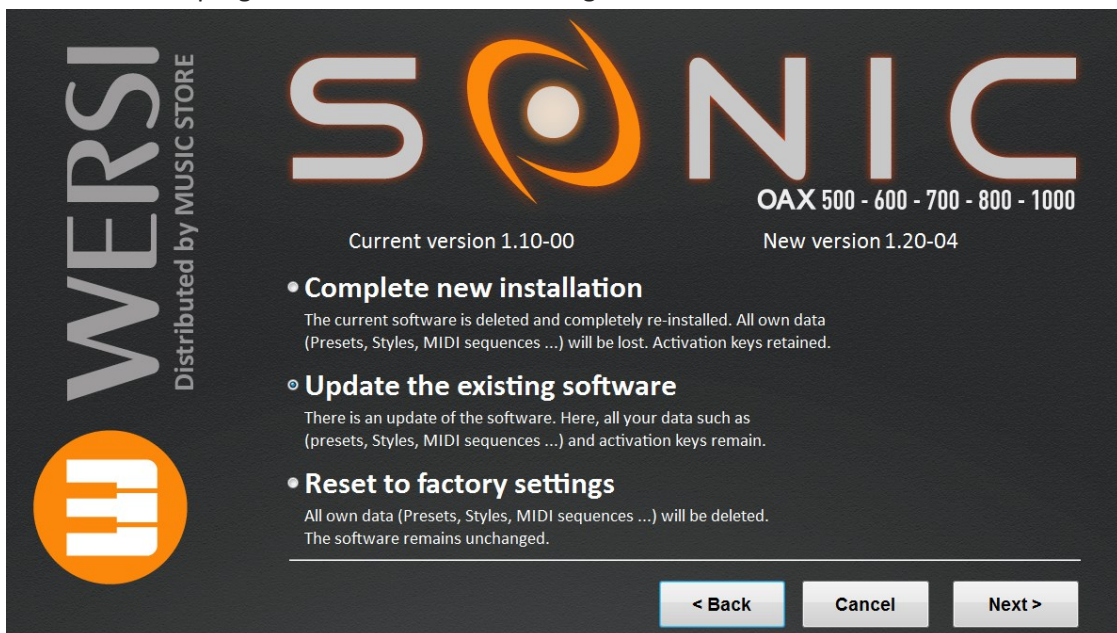 WERSI
Distributed by MUSIC STORE
SONIC
OAX 500 - 600 - 700 - 800 - 1000
Current version 1.10-00
New version 1.20-04
Complete new installation
The current software is deleted and completely re-installed. All own data
(Presets, Styles, MIDI sequences ...) will be lost. Activation keys retained.
Update the existing software
There is an update of the software. Here, all your data such as
(presets, Styles, MIDI sequences ...) and activation keys remain.
Reset to factory settings
All own data (Presets, Styles, MIDI sequences ...) will be deleted.
The software remains unchanged.
< Back
Cancel
Next >